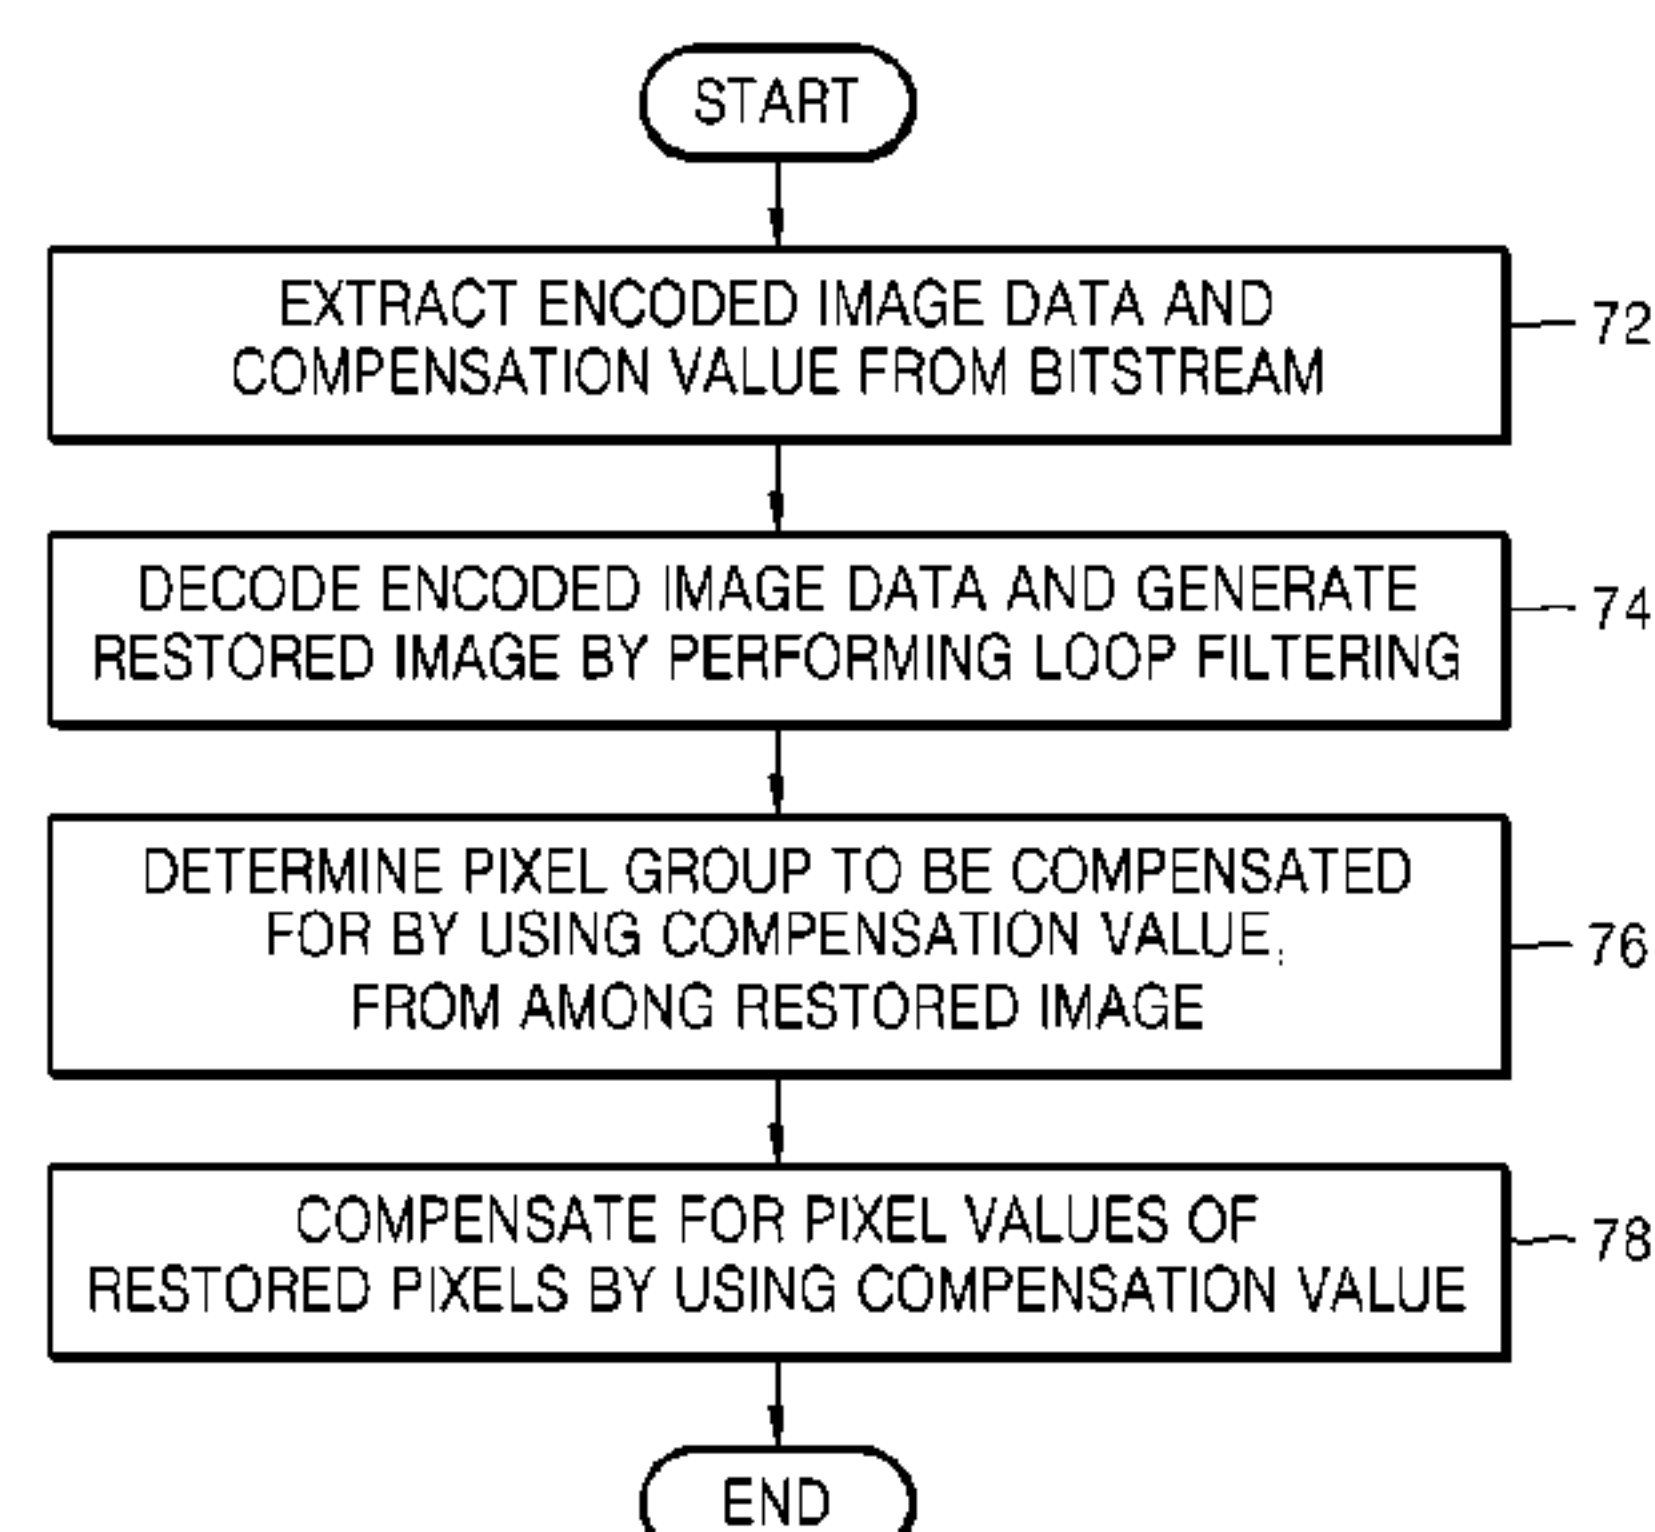 START
EXTRACT ENCODED IMAGE DATA AND
COMPENSATION VALUE FROM BITSTREAM
72
DECODE ENCODED IMAGE DATA AND GENERATE
RESTORED IMAGE BY PERFORMING LOOP FILTERING
74
DETERMINE PIXEL GROUP TO BE COMPENSATED
FOR BY USING COMPENSATION VALUE,
FROM AMONG RESTORED IMAGE
76
COMPENSATE FOR PIXEL VALUES OF
RESTORED PIXELS BY USING COMPENSATION VALUE
78
END